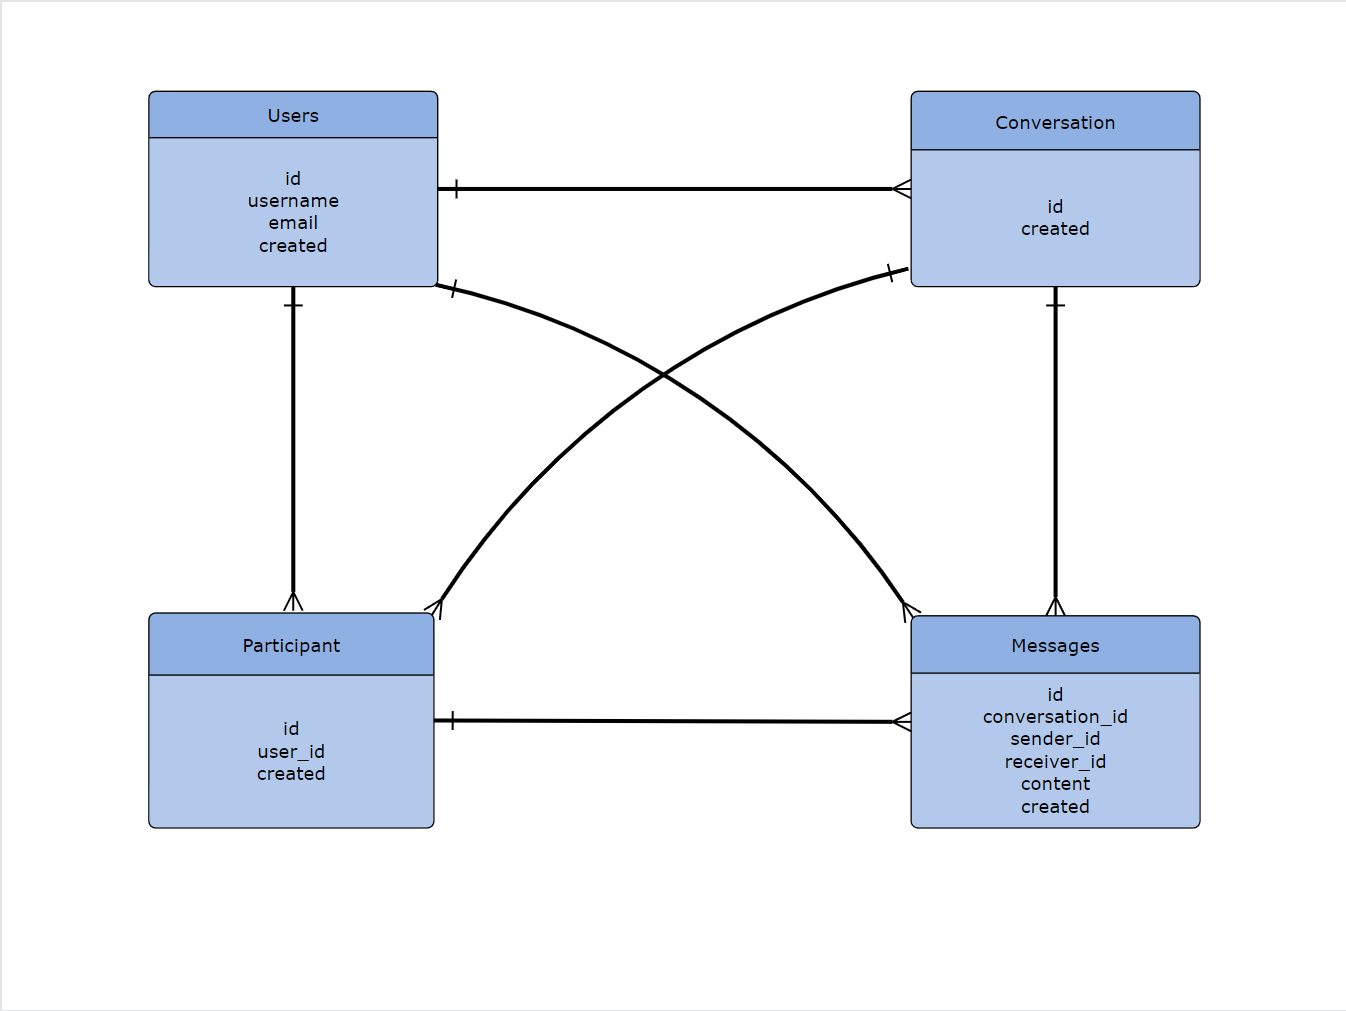 Users
id
username
email
created
Conversation
id
created
Participant
id
user_id
created
Messages
id
conversation_id
sender_id
receiver_id
content
created